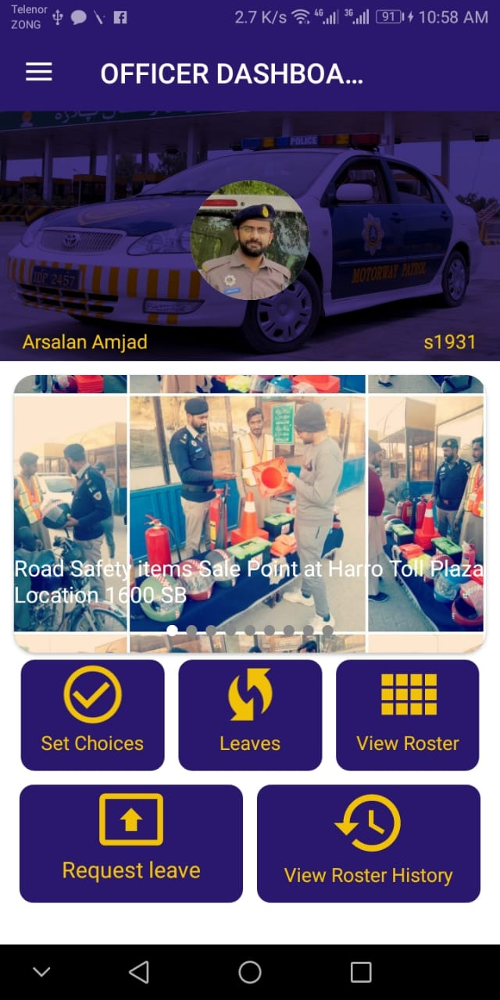 Telenor
ZONG
2.7 K/s
4G
3G
91
10:58 AM
OFFICER DASHBOA...
POLICE
IDP 2457
MOTORWAY PATROL
Arsalan Amjad
s1931
Road Safety items Sale Point at Harro Toll Plaza
Location 1600 SB
Set Choices
Leaves
View Roster
Request leave
View Roster History